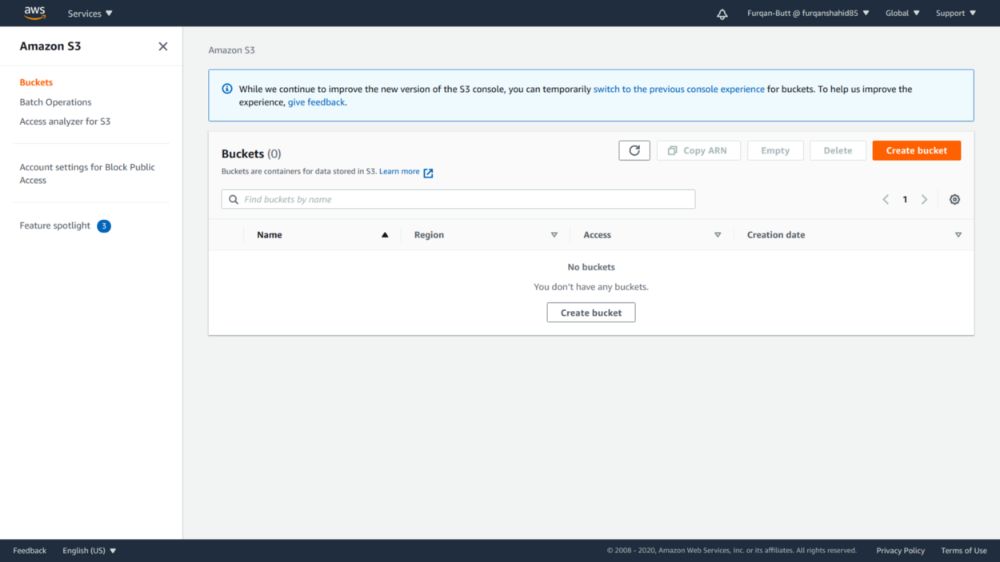 aws
Services
Furqan-Butt @ furqanshahid85
Global
Support
Amazon S3
Buckets
Batch Operations
Access analyzer for S3
Account settings for Block Public
Access
Feature spotlight 3
Amazon S3
While we continue to improve the new version of the S3 console, you can temporarily switch to the previous console experience for buckets. To help us improve the
experience, give feedback.
Buckets (0)
Copy ARN
Empty
Delete
Create bucket
Buckets are containers for data stored in S3. Learn more
Find buckets by name
1
Name
Region
Access
Creation date
No buckets
You don't have any buckets.
Create bucket
Feedback
English (US)
© 2008 - 2020, Amazon Web Services, Inc. or its affiliates. All rights reserved.
Privacy Policy
Terms of Use